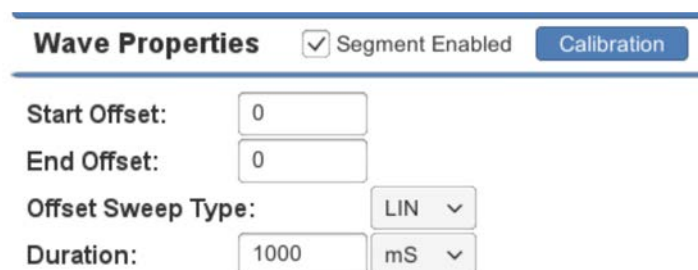 Wave Properties Segment Enabled Calibration
Start Offset: 0
End Offset: 0
Offset Sweep Type: LIN
Duration: 1000 mS